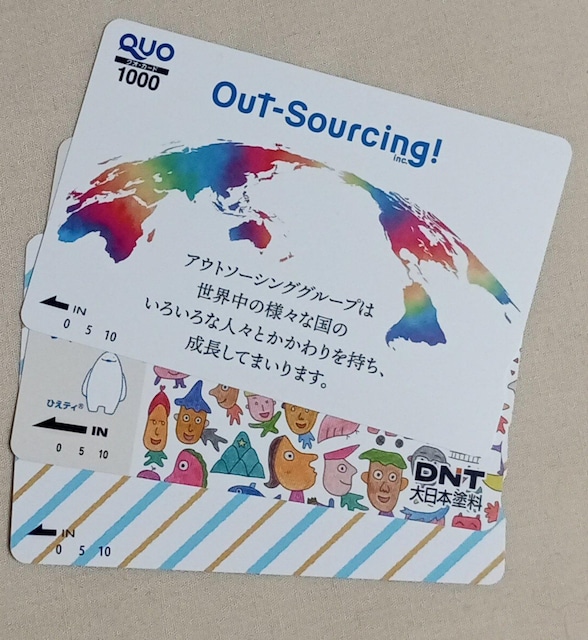 QUO
クオ・カード
1000
Out-Sourcing!
inc.
アウトソーシンググループは
世界中の様々な国の
いろいろな人々とかかわりを持ち、
成長してまいります。
IN
0 5 10
ひえティ®
IN
0 5 10
DNT
大日本塗料
IN
0 5 10